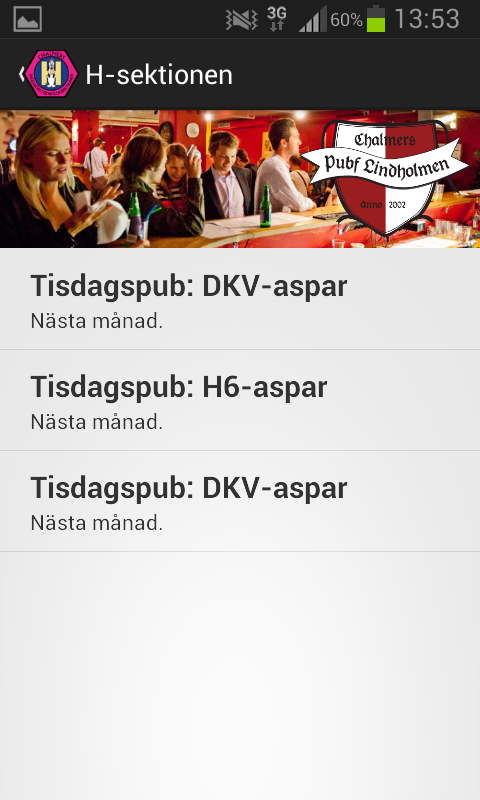 3G
60%
13:53
H-sektionen
Chalmers
Pubf Lindholmen
Anno 2002
Tisdagspub: DKV-aspar
Nästa månad.
Tisdagspub: H6-aspar
Nästa månad.
Tisdagspub: DKV-aspar
Nästa månad.